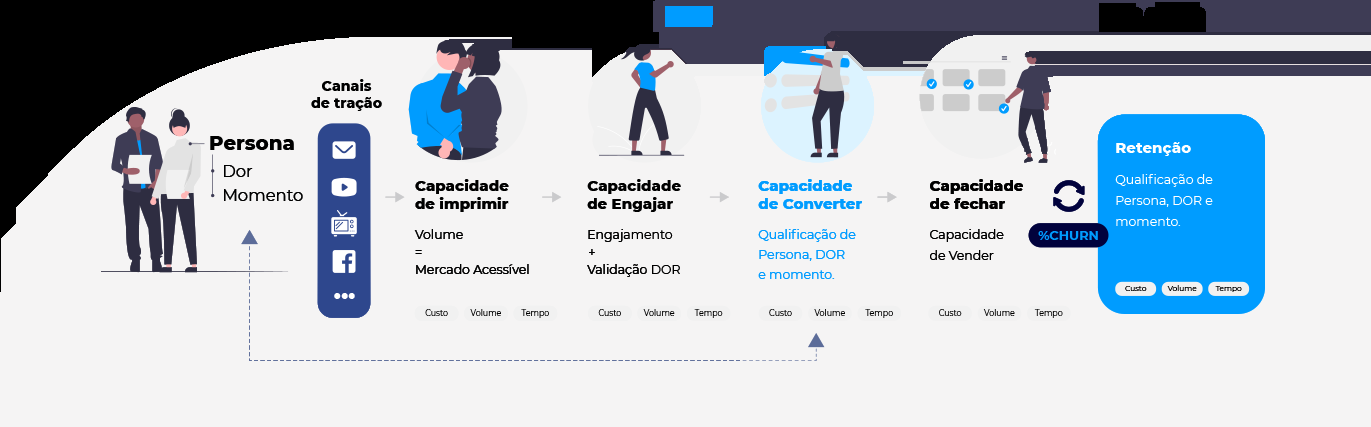 Persona
Dor
Momento
Canais
de tração
Capacidade
de imprimir
Volume
=
Mercado Acessível
Custo Volume Tempo
Capacidade
de Engajar
Engajamento
+
Validação DOR
Custo Volume Tempo
Capacidade
de Converter
Qualificação de
Persona, DOR
e momento.
Custo Volume Tempo
Capacidade
de fechar
Capacidade
de Vender
Custo Volume Tempo
%CHURN
Retenção
Qualificação de
Persona, DOR e
momento.
Custo Volume Tempo